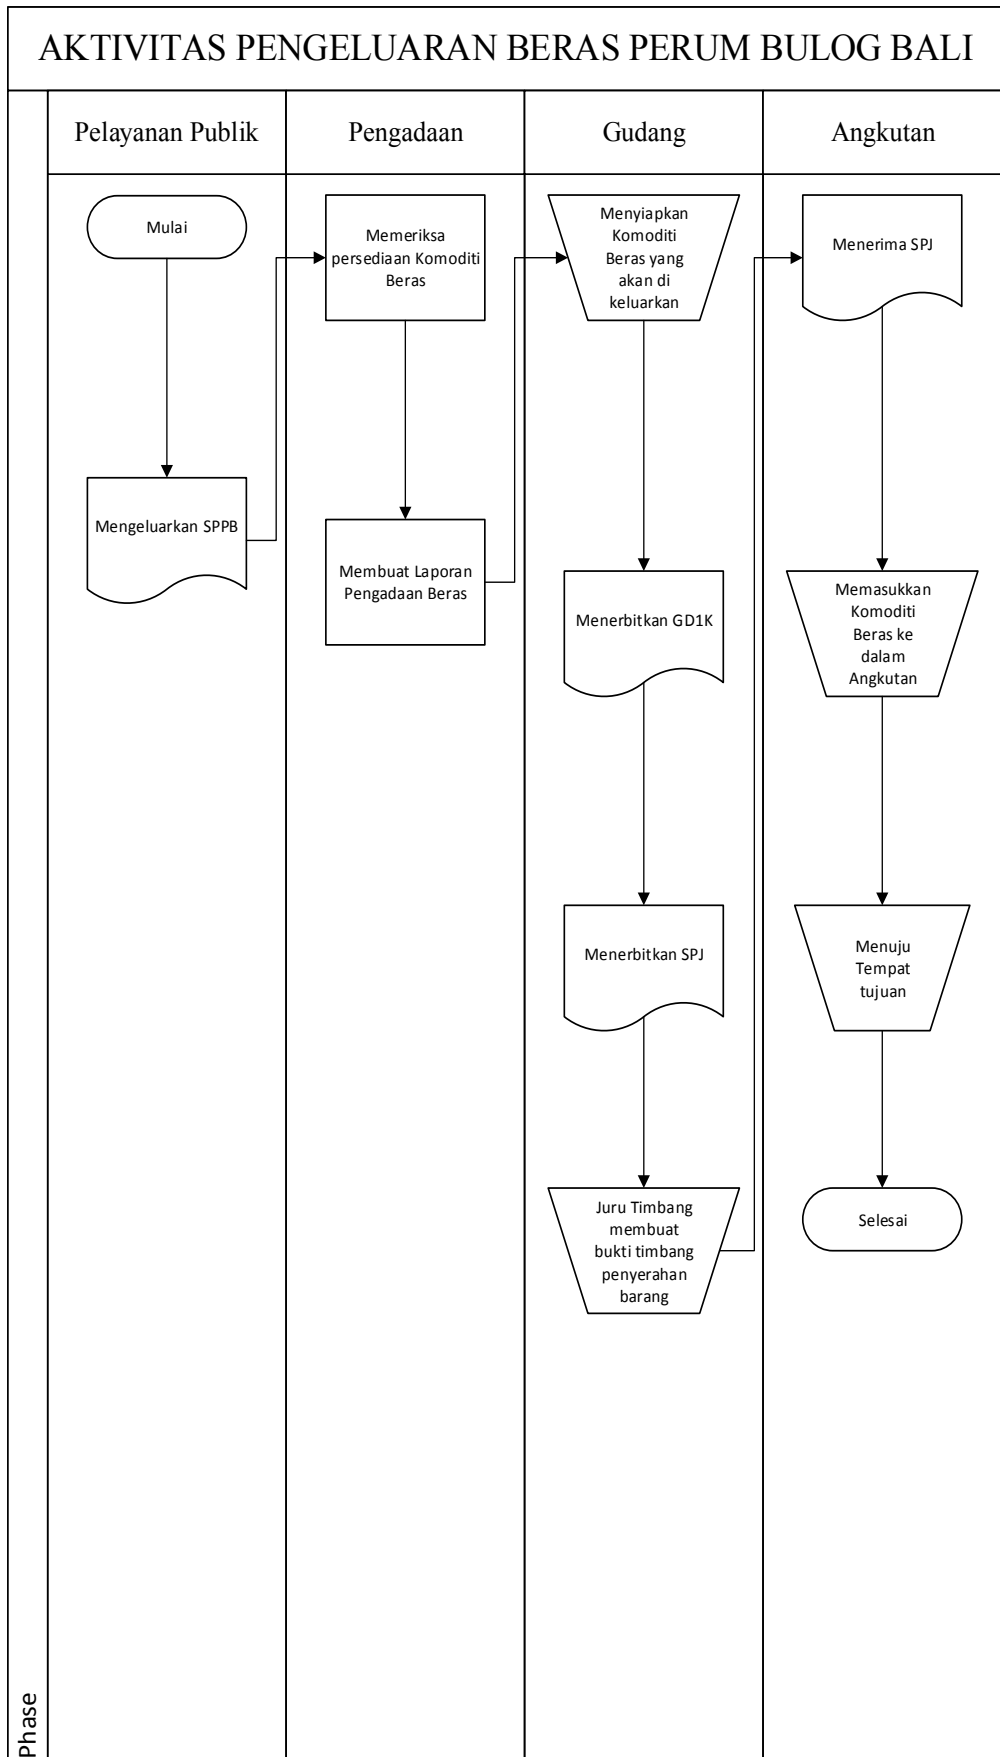 AKTIVITAS PENGELUARAN BERAS PERUM BULOG BALI
Pelayanan Publik
Pengadaan
Gudang
Angkutan
Mulai
Mengeluarkan SPPB
Memeriksa
persediaan Komoditi
Beras
Membuat Laporan
Pengadaan Beras
Menyiapkan
Komoditi
Beras yang
akan di
keluarkan
Menerbitkan GD1K
Menerbitkan SPJ
Juru Timbang
membuat
bukti timbang
penyerahan
barang
Menerima SPJ
Memasukkan
Komoditi
Beras ke
dalam
Angkutan
Menuju
Tempat
tujuan
Selesai
Phase